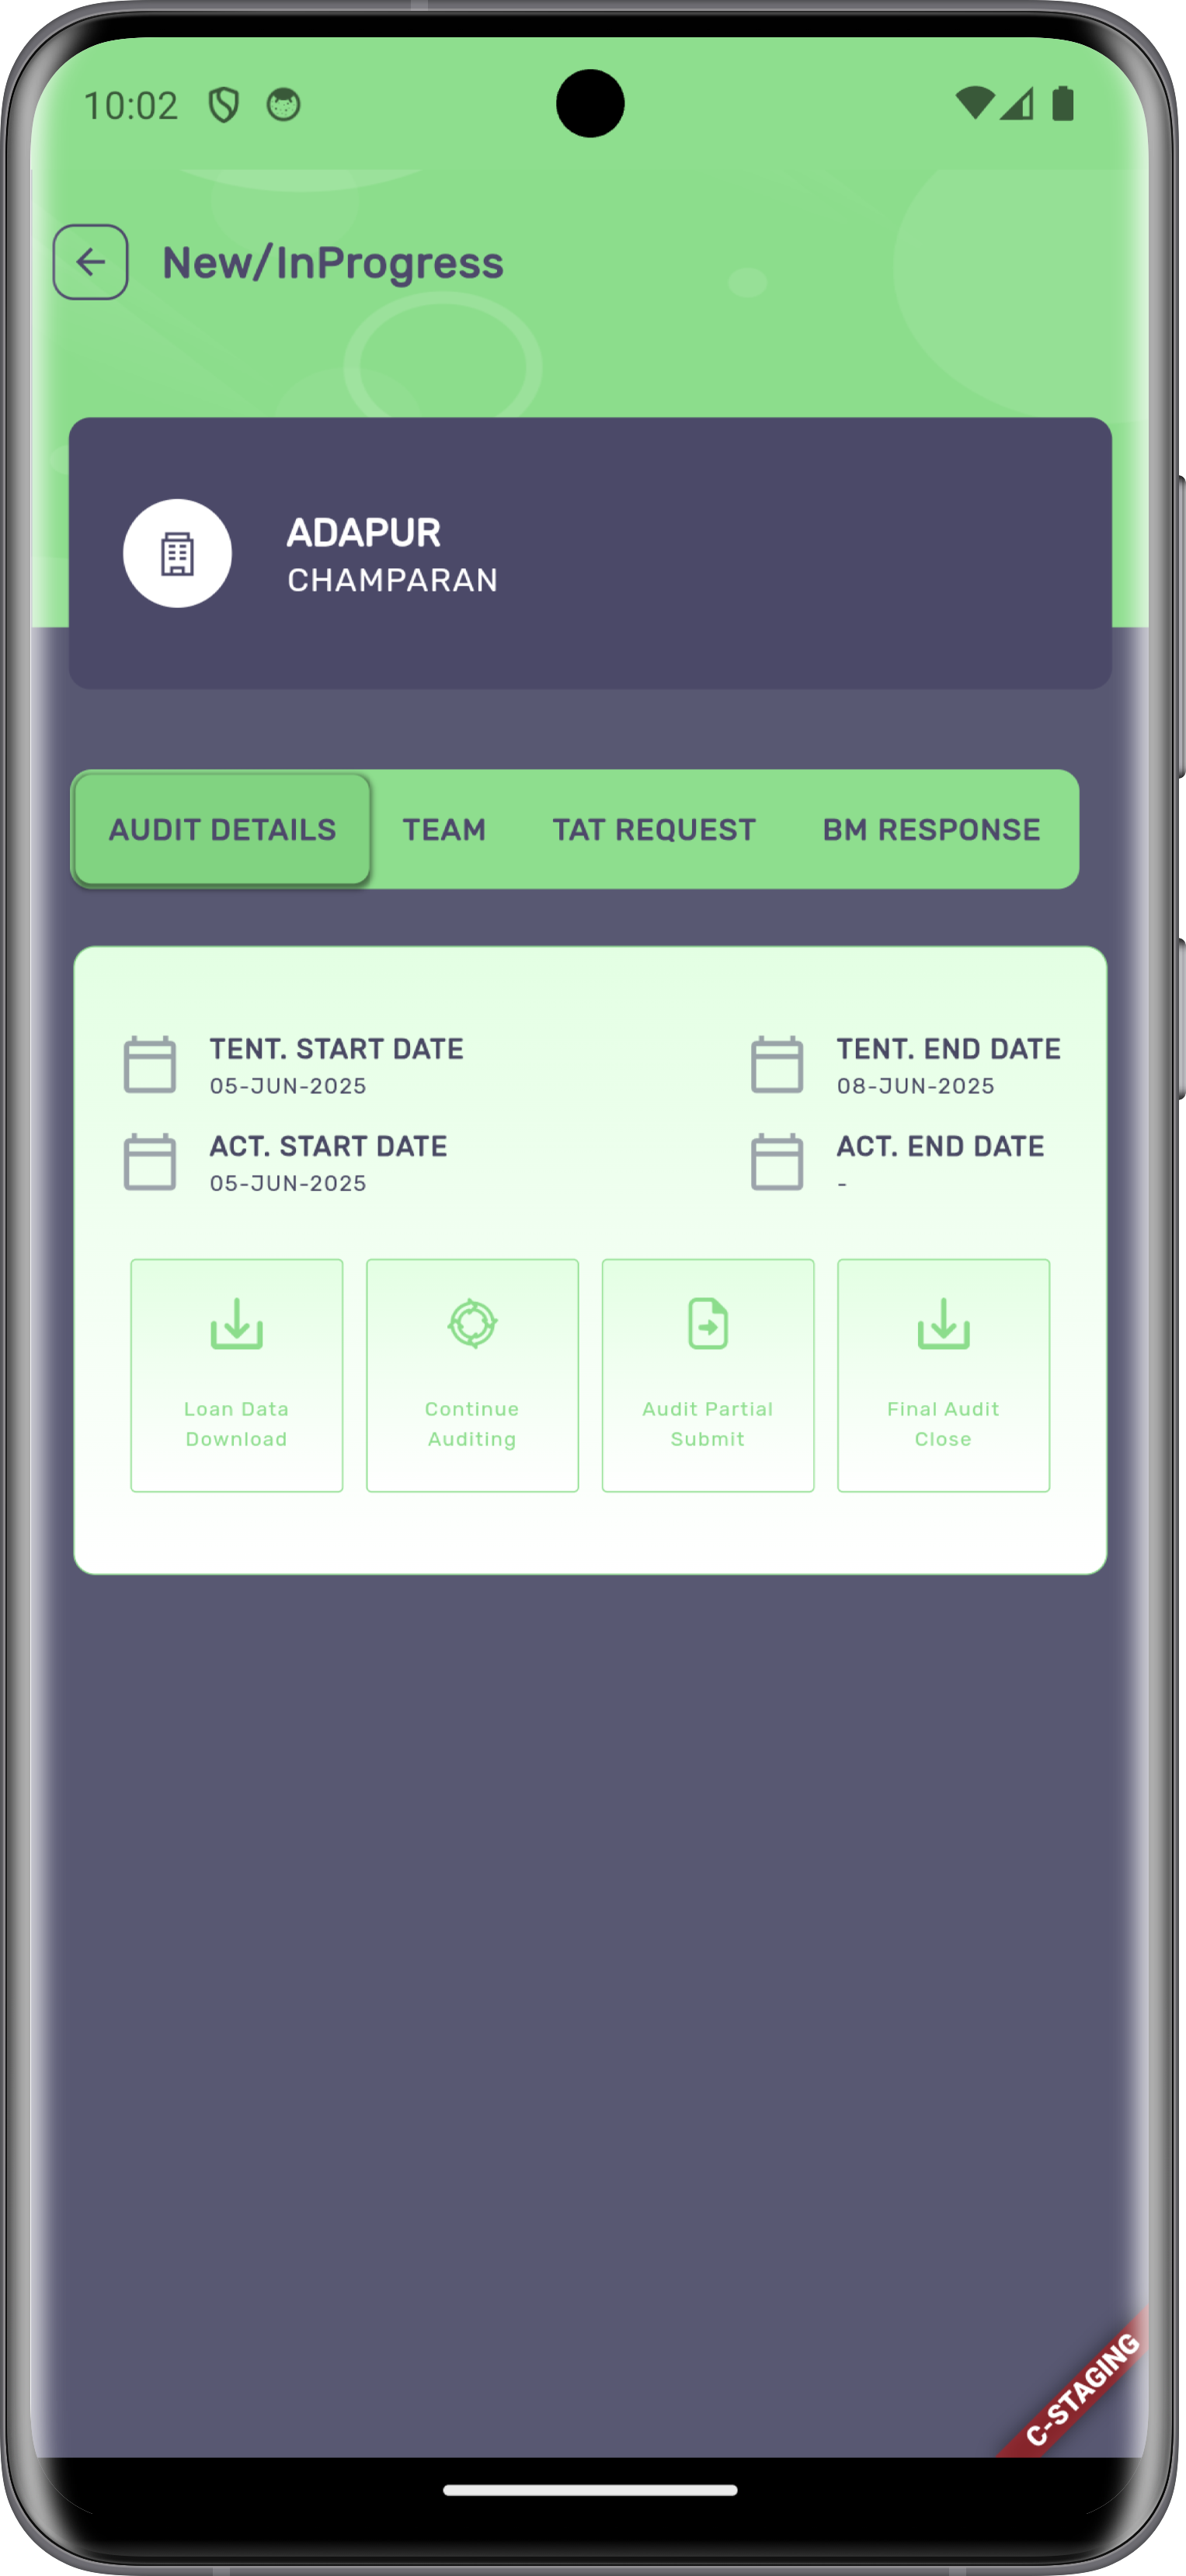 10:02
New/InProgress
ADAPUR
CHAMPARAN
AUDIT DETAILS TEAM TAT REQUEST BM RESPONSE
TENT. START DATE TENT. END DATE
05-JUN-2025 08-JUN-2025
ACT. START DATE ACT. END DATE
05-JUN-2025 -
Loan Data Continue Audit Partial Final Audit
Download Auditing Submit Close
C-STAGING